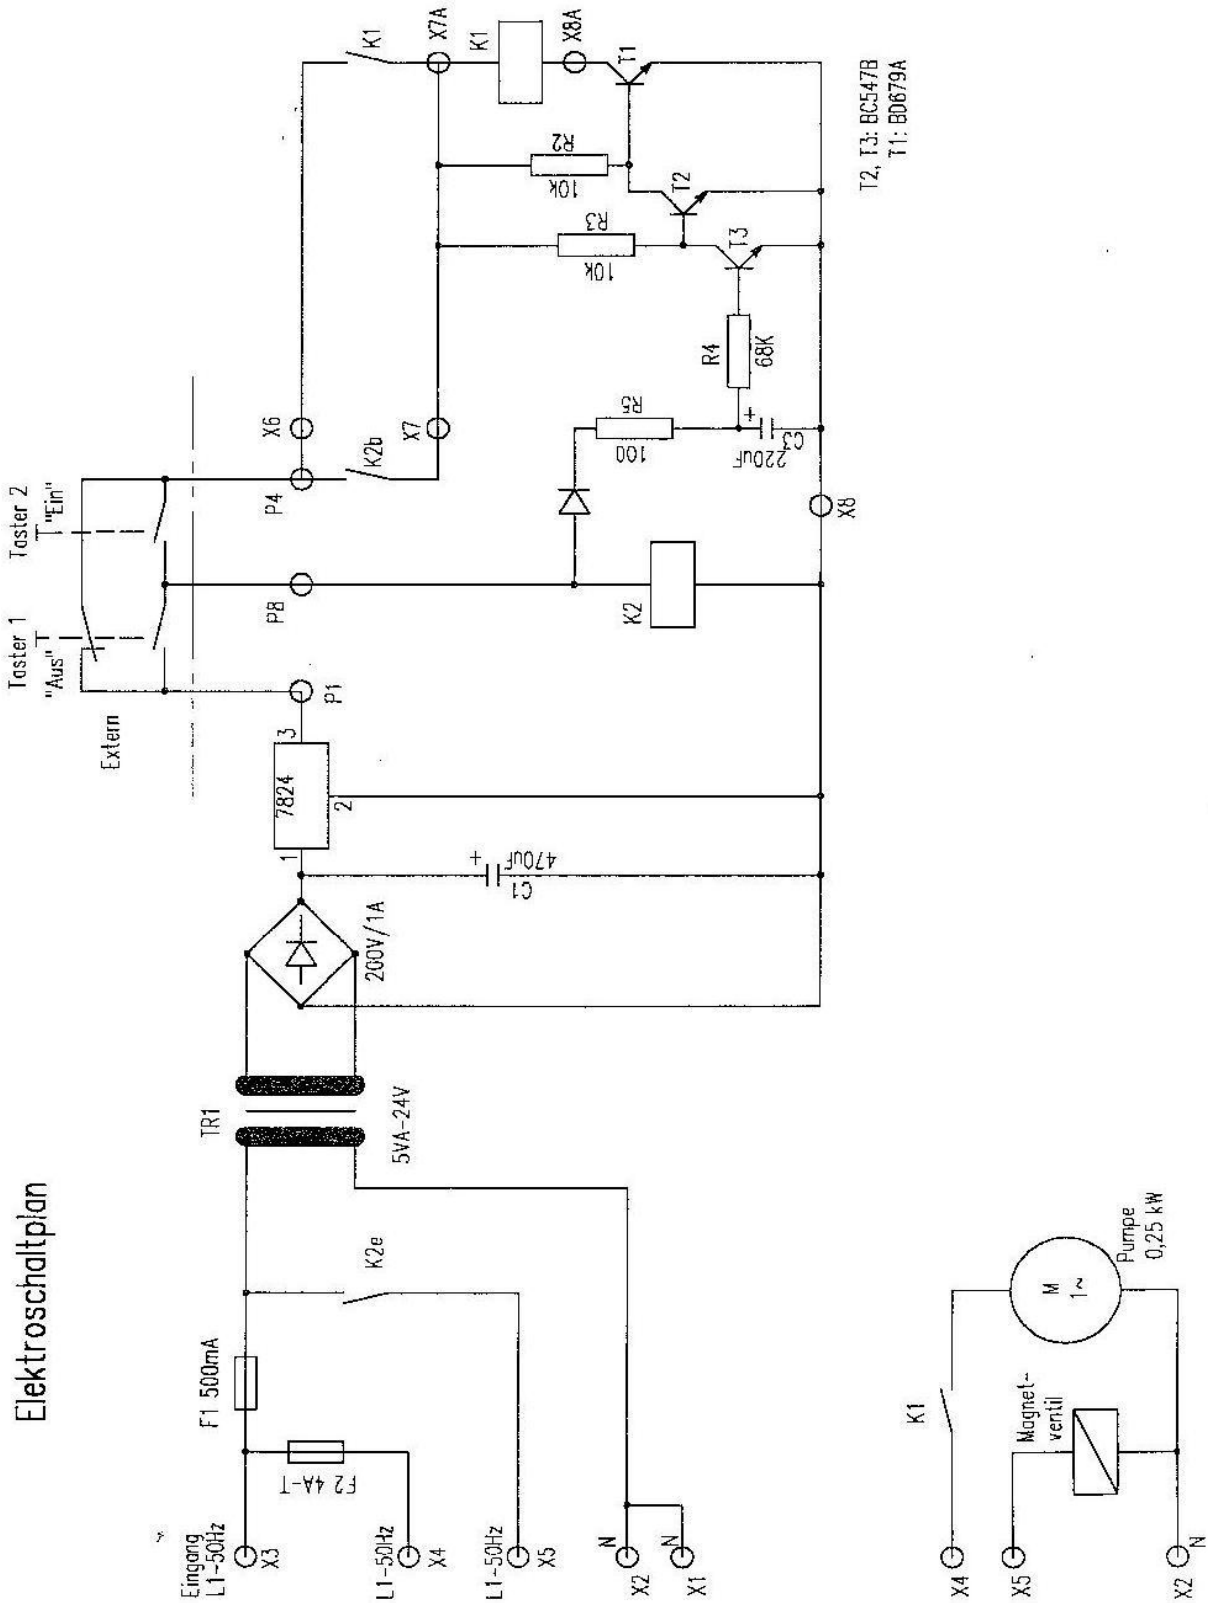 Elektroschaltplan
Eingang
L1~50Hz
X3
F1 500mA
F2 4A-T
L1~50Hz
X4
L1~50Hz
X5
K2e
N
X2
N
X1
TR1
5VA-24V
200V/1A
1
7824
3
2
+
C1
470uF
Extern
Taster 1
"Aus"
Taster 2
"Ein"
P1
P8
P4
X6
K2b
X7
K2
X8
R5
100
+
220uF
C3
R4
68K
T3
R3
10k
T2
R2
10k
K1
X7A
K1
X8A
T1
T2, T3: BC547B
T1: BD679A
X4
K1
X5
Magnet-
ventil
M
1~
Pumpe
0,25 kW
X2
N